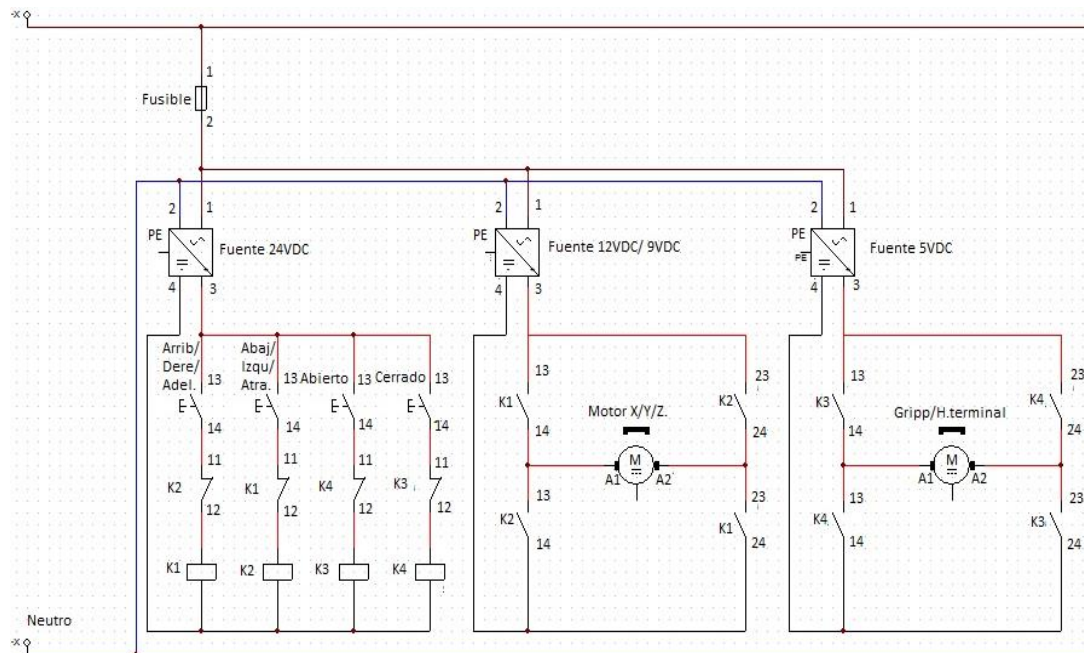 -x
1
Fusible
2
2 1 2 1 2 1
PE PE PE
Fuente 24VDC Fuente 12VDC/ 9VDC Fuente 5VDC
PE
4 3 4 3 4 3
Arrib/ Abaj/
Dere/ Izqu/
Adel. 13 Atra. 13 Abierto 13 Cerrado 13 13 23 13 23
K1 K2 K3 K4
Motor X/Y/Z. Gripp/H.terminal
14 14 14 14 14 24 14 24
11 11 11 11 M M
K2 K1 K4 K3 A1 A2 A1 A2
12 12 12 12 13 23 13 23
K2 K1 K4 K3
14 24 14 24
K1 K2 K3 K4
Neutro
-x